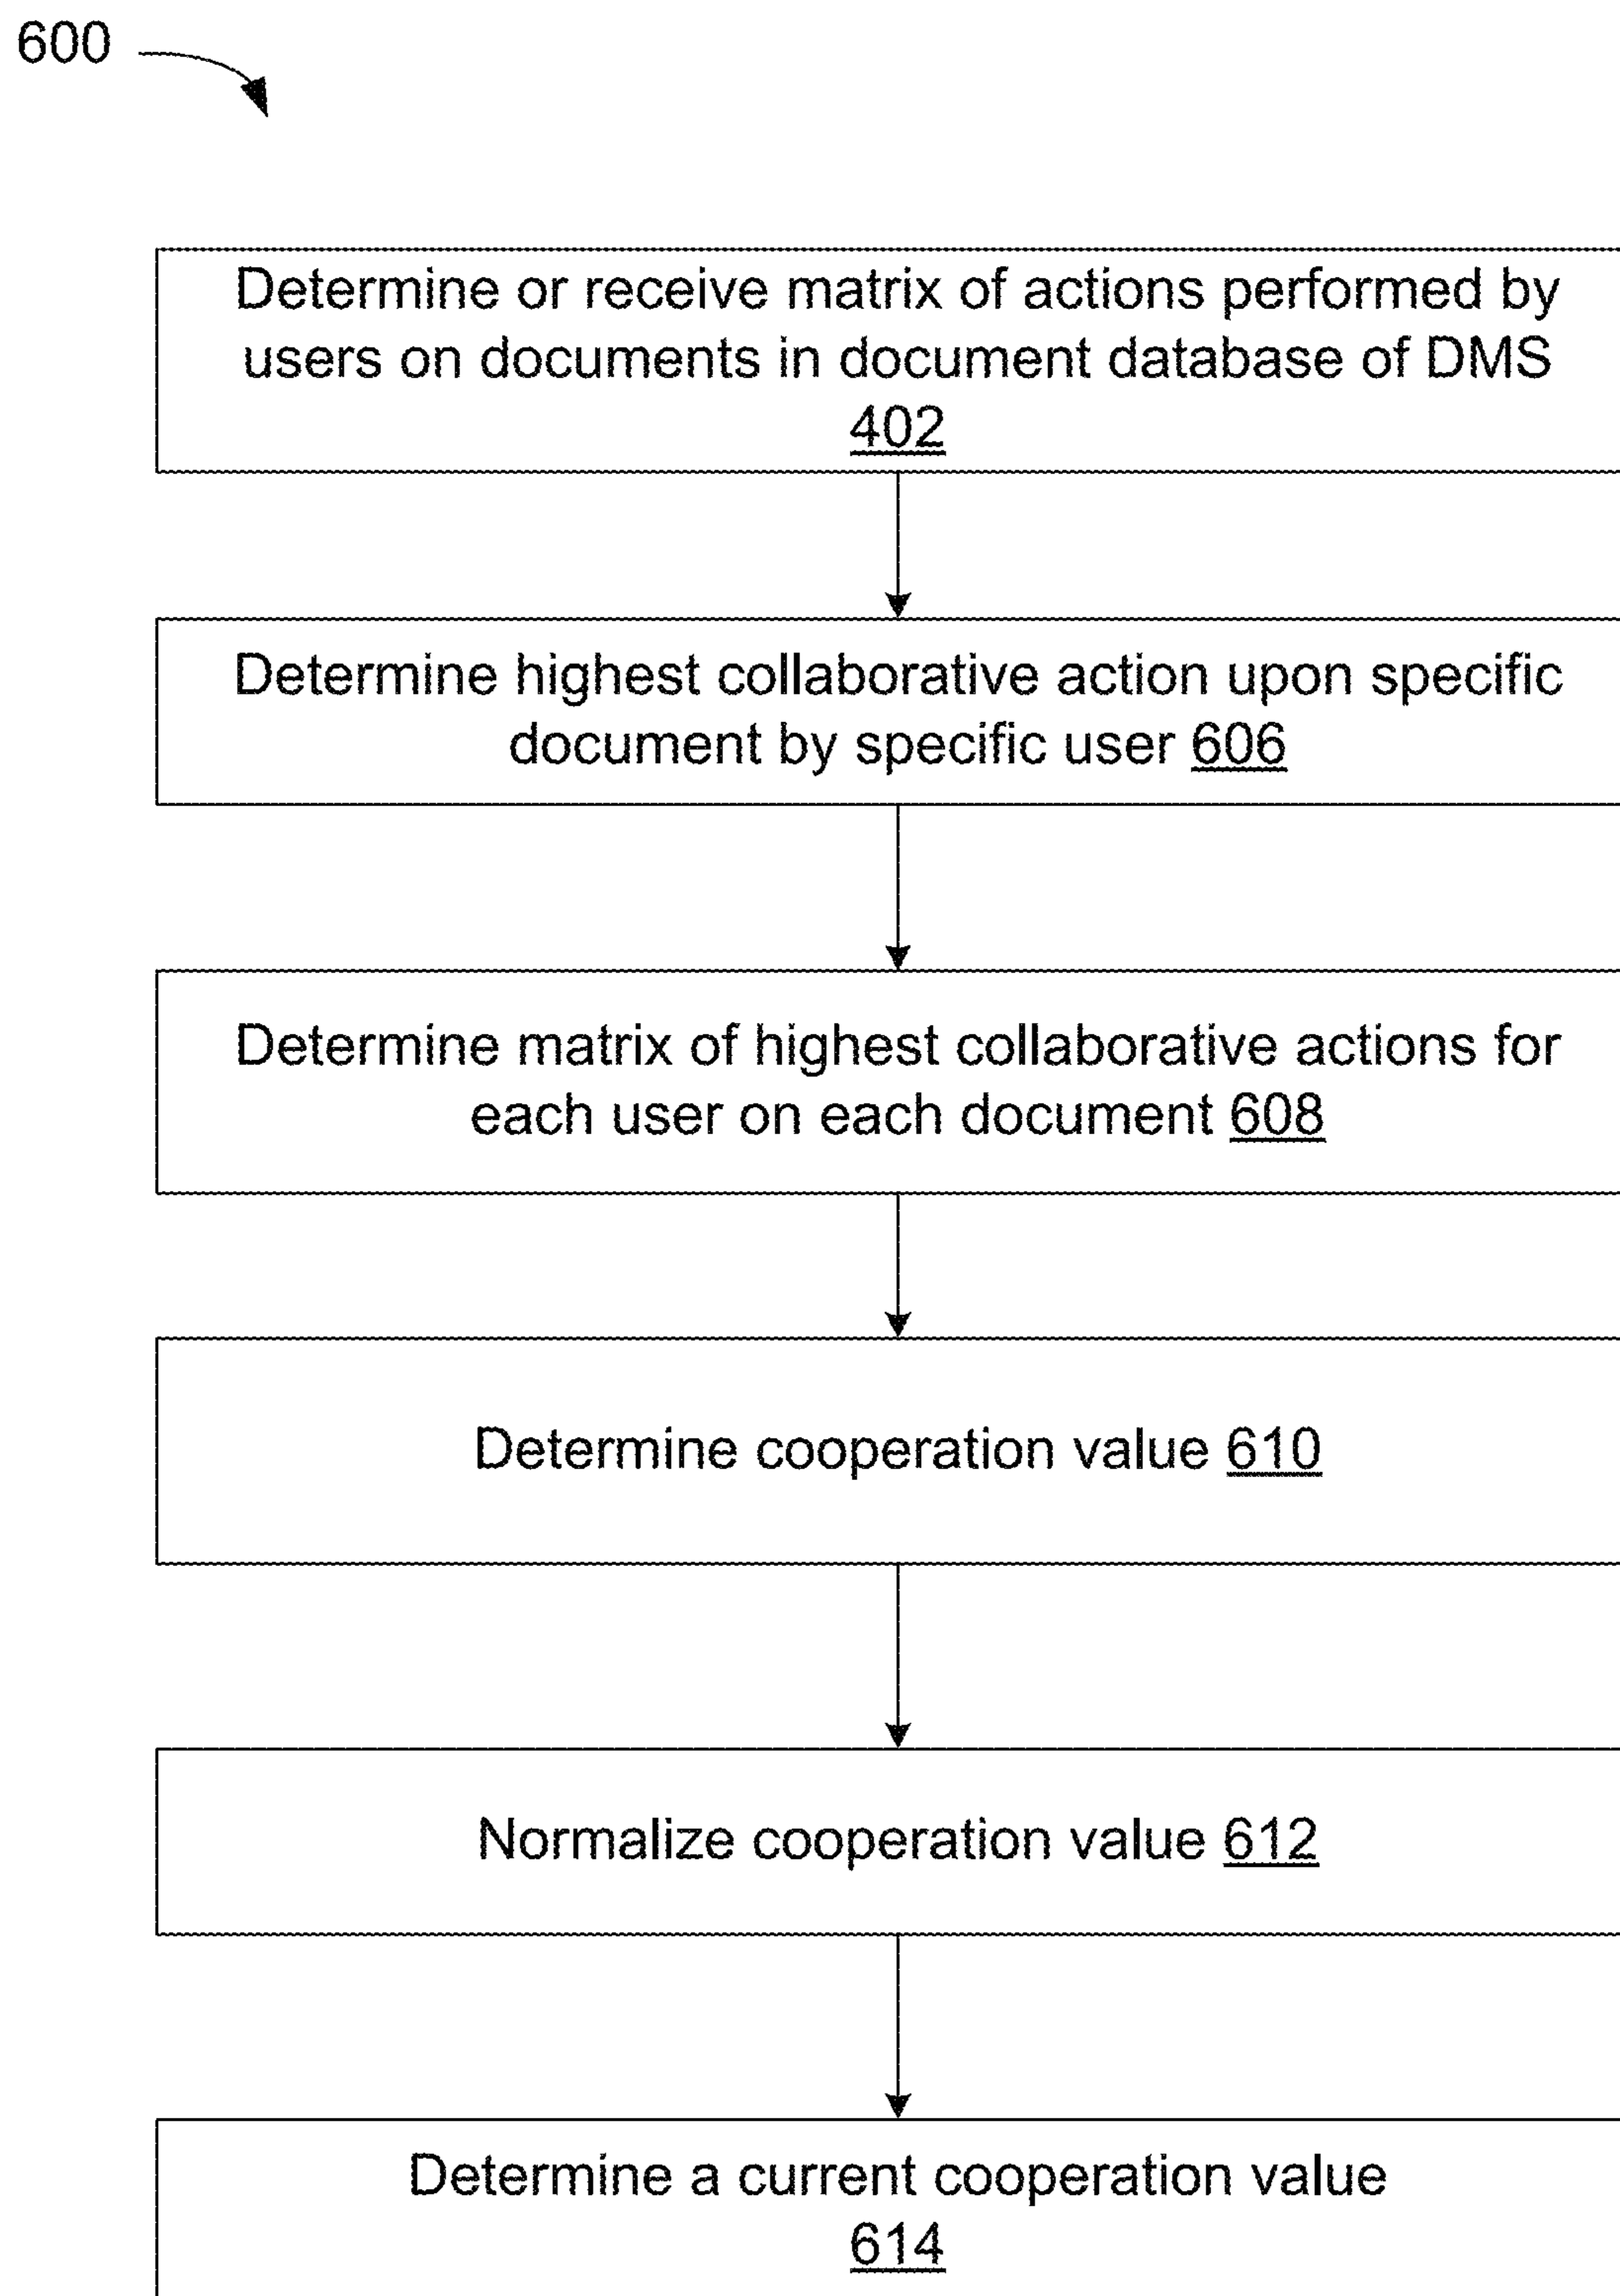 600
Determine or receive matrix of actions performed by
users on documents in document database of DMS
402
Determine highest collaborative action upon specific
document by specific user 606
Determine matrix of highest collaborative actions for
each user on each document 608
Determine cooperation value 610
Normalize cooperation value 612
Determine a current cooperation value
614